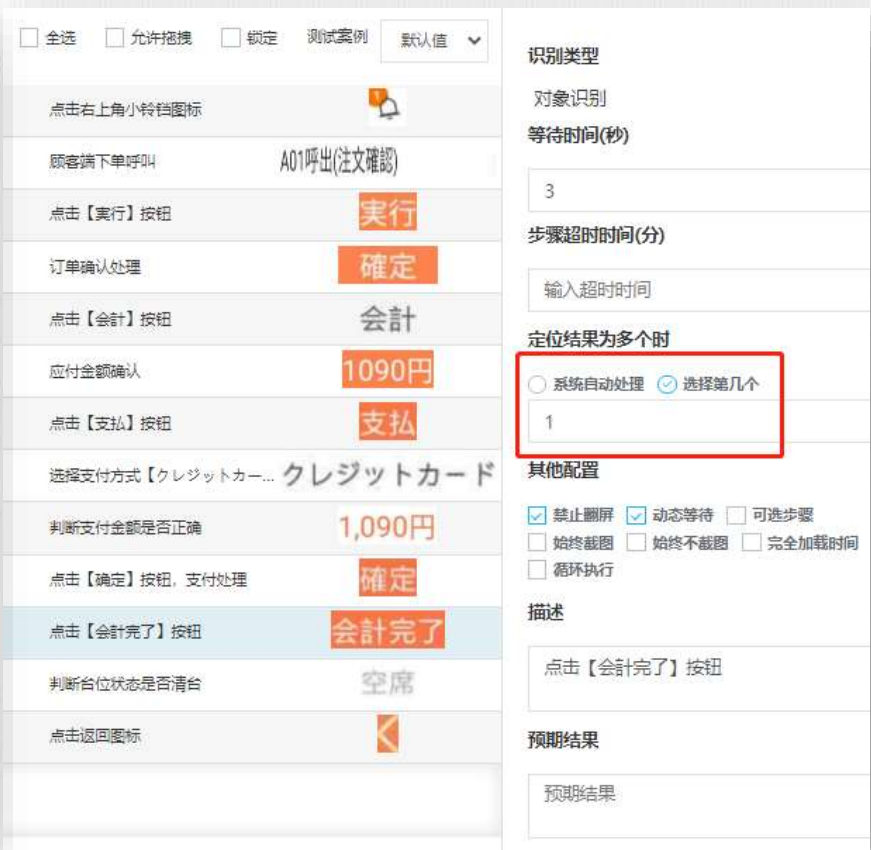 全选 允许拖拽 锁定 测试案例 默认值
点击右上角小铃铛图标 1
顾客端下单呼叫 A01呼出(注文確認)
点击【実行】按钮 実行
订单确认处理 確定
点击【会計】按钮 会計
应付金额确认 1090円
点击【支払】按钮 支払
选择支付方式【クレジットカー... クレジットカード
判断支付金额是否正确 1,090円
点击【确定】按钮，支付处理 確定
点击【会計完了】按钮 会計完了
判断台位状态是否清台 空席
点击返回图标
识别类型
对象识别
等待时间(秒)
3
步骤超时时间(分)
输入超时时间
定位结果为多个时
系统自动处理 选择第几个
1
其他配置
禁止翻屏 动态等待 可选步骤
始终截图 始终不截图 完全加载时间
循环执行
描述
点击【会計完了】按钮
预期结果
预期结果